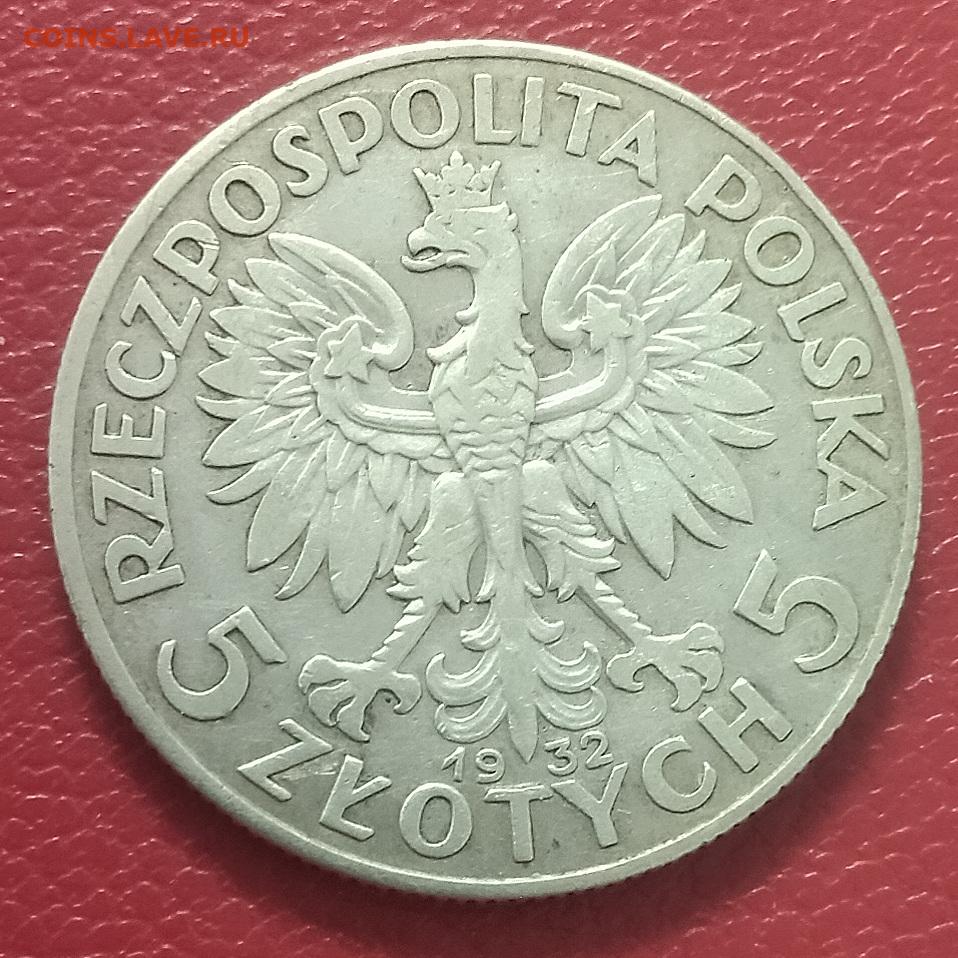 COINS.LAVE.RU
RZECZPOSPOLITA POLSKA
5 ZŁOTYCH 5
1932